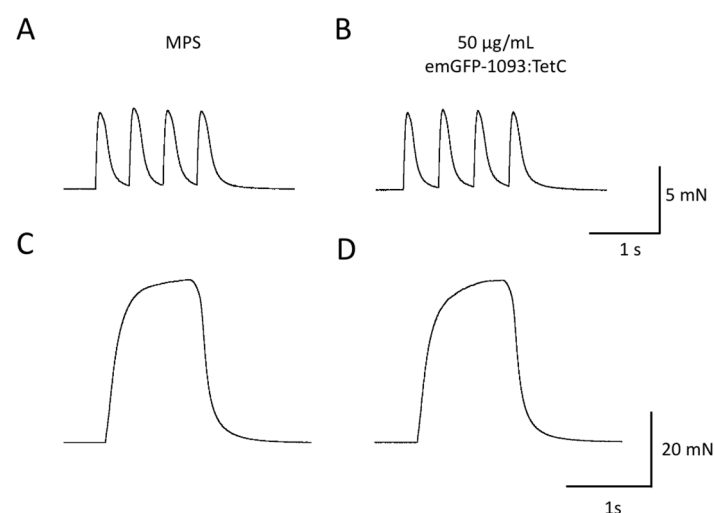 A
MPS
B
50 µg/mL
emGFP-1093:TetC
5 mN
1 s
C
D
20 mN
1s